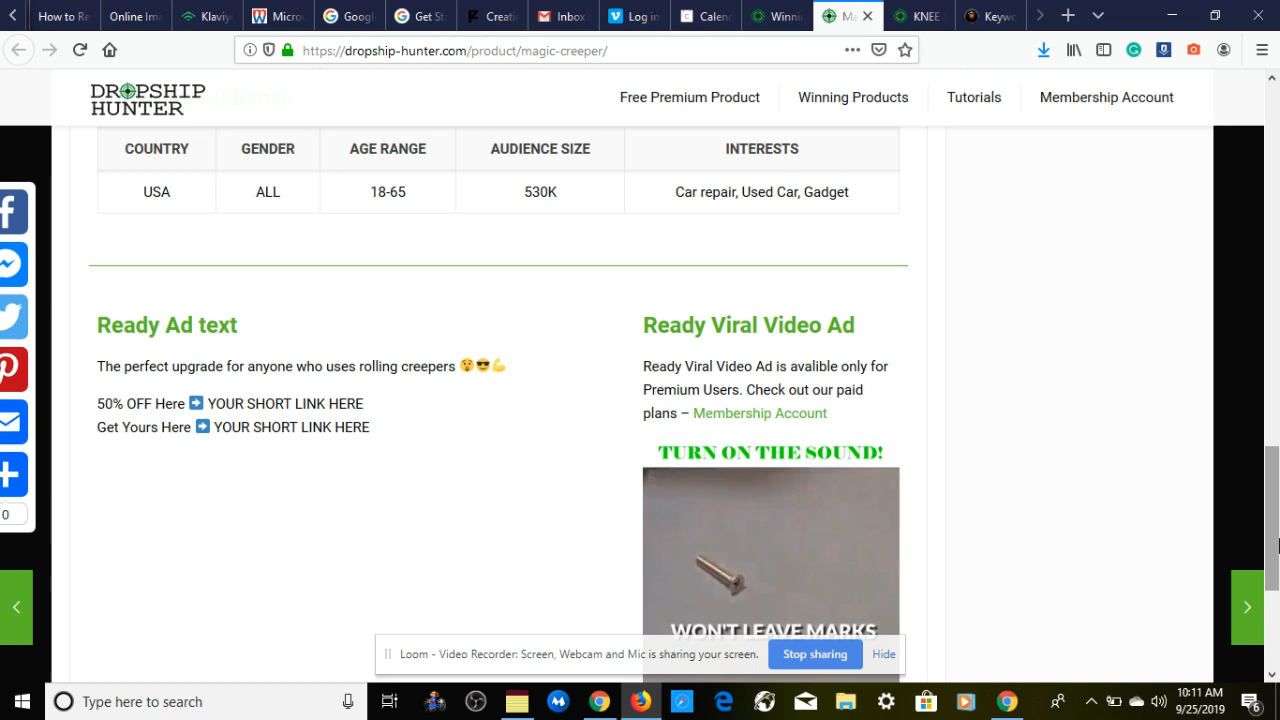 How to Re
Online Ima
Klaviy
Micros
Googl
Get St
Creati
Inbox
Log in
Calend
Winnin
Ma
KNEE
Keywo
https://dropship-hunter.com/product/magic-creeper/
DROPSHIP
HUNTER
Audience
Free Premium Product
Winning Products
Tutorials
Membership Account
COUNTRY GENDER AGE RANGE AUDIENCE SIZE INTERESTS
USA ALL 18-65 530K Car repair, Used Car, Gadget
Ready Ad text
The perfect upgrade for anyone who uses rolling creepers 😲😎💪
50% OFF Here ➡ YOUR SHORT LINK HERE
Get Yours Here ➡ YOUR SHORT LINK HERE
Ready Viral Video Ad
Ready Viral Video Ad is avalible only for
Premium Users. Check out our paid
plans – Membership Account
TURN ON THE SOUND!
WON'T LEAVE MARKS
0
Loom - Video Recorder: Screen, Webcam and Mic is sharing your screen.
Stop sharing
Hide
Type here to search
10:11 AM
9/25/2019
6